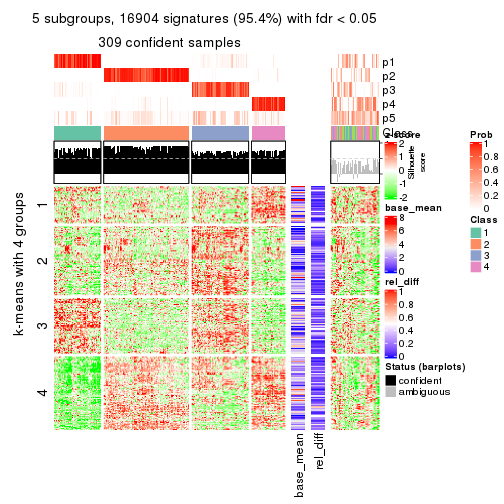 5 subgroups, 16904 signatures (95.4%) with fdr < 0.05
309 confident samples
p1
p2
p3
p4
p5
Class
z-score
2
1
0
-1
-2
Silhouette
score
Prob
1
0.8
0.6
0.4
0.2
0
base_mean
8
6
4
2
0
Class
1
2
3
4
rel_diff
1
0.8
0.6
0.4
0.2
0
Status (barplots)
confident
ambiguous
k-means with 4 groups
1
2
3
4
base_mean
rel_diff